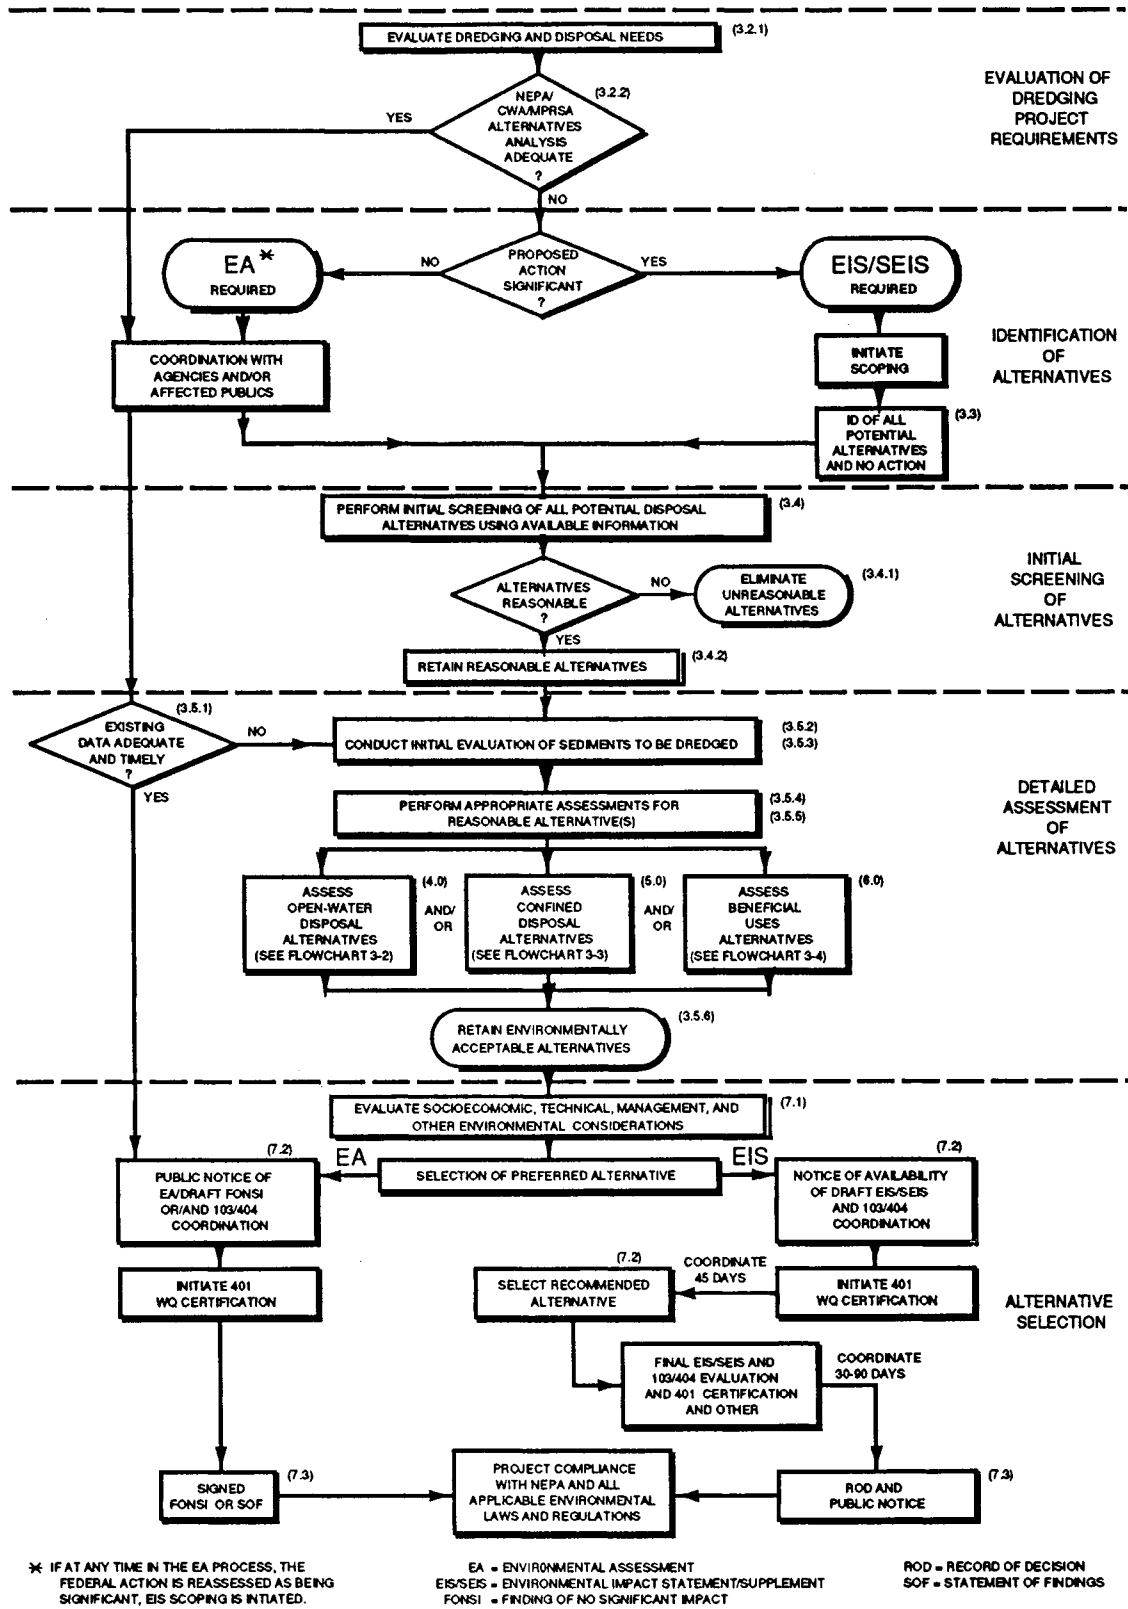 EVALUATE DREDGING AND DISPOSAL NEEDS
(3.2.1)
EVALUATION OF
DREDGING
PROJECT
REQUIREMENTS
NEPA/
CWA/MPRSA
ALTERNATIVES
ANALYSIS
ADEQUATE
?
(3.2.2)
YES
NO
EA*
REQUIRED
NO
PROPOSED
ACTION
SIGNIFICANT
?
YES
EIS/SEIS
REQUIRED
IDENTIFICATION
OF
ALTERNATIVES
COORDINATION WITH
AGENCIES AND/OR
AFFECTED PUBLICS
INITIATE
SCOPING
ID OF ALL
POTENTIAL
ALTERNATIVES
AND NO ACTION
(3.3)
PERFORM INITIAL SCREENING OF ALL POTENTIAL DISPOSAL
ALTERNATIVES USING AVAILABLE INFORMATION
(3.4)
INITIAL
SCREENING
OF
ALTERNATIVES
ALTERNATIVES
REASONABLE
?
NO
ELIMINATE
UNREASONABLE
ALTERNATIVES
(3.4.1)
YES
RETAIN REASONABLE ALTERNATIVES
(3.4.2)
EXISTING
DATA ADEQUATE
AND TIMELY
?
(3.5.1)
NO
YES
CONDUCT INITIAL EVALUATION OF SEDIMENTS TO BE DREDGED
(3.5.2)
(3.5.3)
DETAILED
ASSESSMENT
OF
ALTERNATIVES
PERFORM APPROPRIATE ASSESSMENTS FOR
REASONABLE ALTERNATIVE(S)
(3.5.4)
(3.5.5)
ASSESS
OPEN-WATER
DISPOSAL
ALTERNATIVES
(SEE FLOWCHART 3-2)
(4.0)
AND/
OR
ASSESS
CONFINED
DISPOSAL
ALTERNATIVES
(SEE FLOWCHART 3-3)
(5.0)
AND/
OR
ASSESS
BENEFICIAL
USES
ALTERNATIVES
(SEE FLOWCHART 3-4)
(6.0)
RETAIN ENVIRONMENTALLY
ACCEPTABLE ALTERNATIVES
(3.5.6)
EVALUATE SOCIOECOMOMIC, TECHNICAL, MANAGEMENT, AND
OTHER ENVIRONMENTAL CONSIDERATIONS
(7.1)
(7.2)
PUBLIC NOTICE OF
EA/DRAFT FONSI
OR/AND 103/404
COORDINATION
EA
SELECTION OF PREFERRED ALTERNATIVE
EIS
(7.2)
NOTICE OF AVAILABILITY
OF DRAFT EIS/SEIS
AND 103/404
COORDINATION
INITIATE 401
WQ CERTIFICATION
(7.2)
SELECT RECOMMENDED
ALTERNATIVE
COORDINATE
45 DAYS
INITIATE 401
WQ CERTIFICATION
ALTERNATIVE
SELECTION
FINAL EIS/SEIS AND
103/404 EVALUATION
AND 401 CERTIFICATION
AND OTHER
COORDINATE
30-90 DAYS
SIGNED
FONSI OR SOF
(7.3)
PROJECT COMPLIANCE
WITH NEPA AND ALL
APPLICABLE ENVIRONMENTAL
LAWS AND REGULATIONS
ROD AND
PUBLIC NOTICE
(7.3)
* IF AT ANY TIME IN THE EA PROCESS, THE
FEDERAL ACTION IS REASSESSED AS BEING
SIGNIFICANT, EIS SCOPING IS INTIATED.
EA = ENVIRONMENTAL ASSESSMENT
EIS/SEIS = ENVIRONMENTAL IMPACT STATEMENT/SUPPLEMENT
FONSI = FINDING OF NO SIGNIFICANT IMPACT
ROD = RECORD OF DECISION
SOF = STATEMENT OF FINDINGS